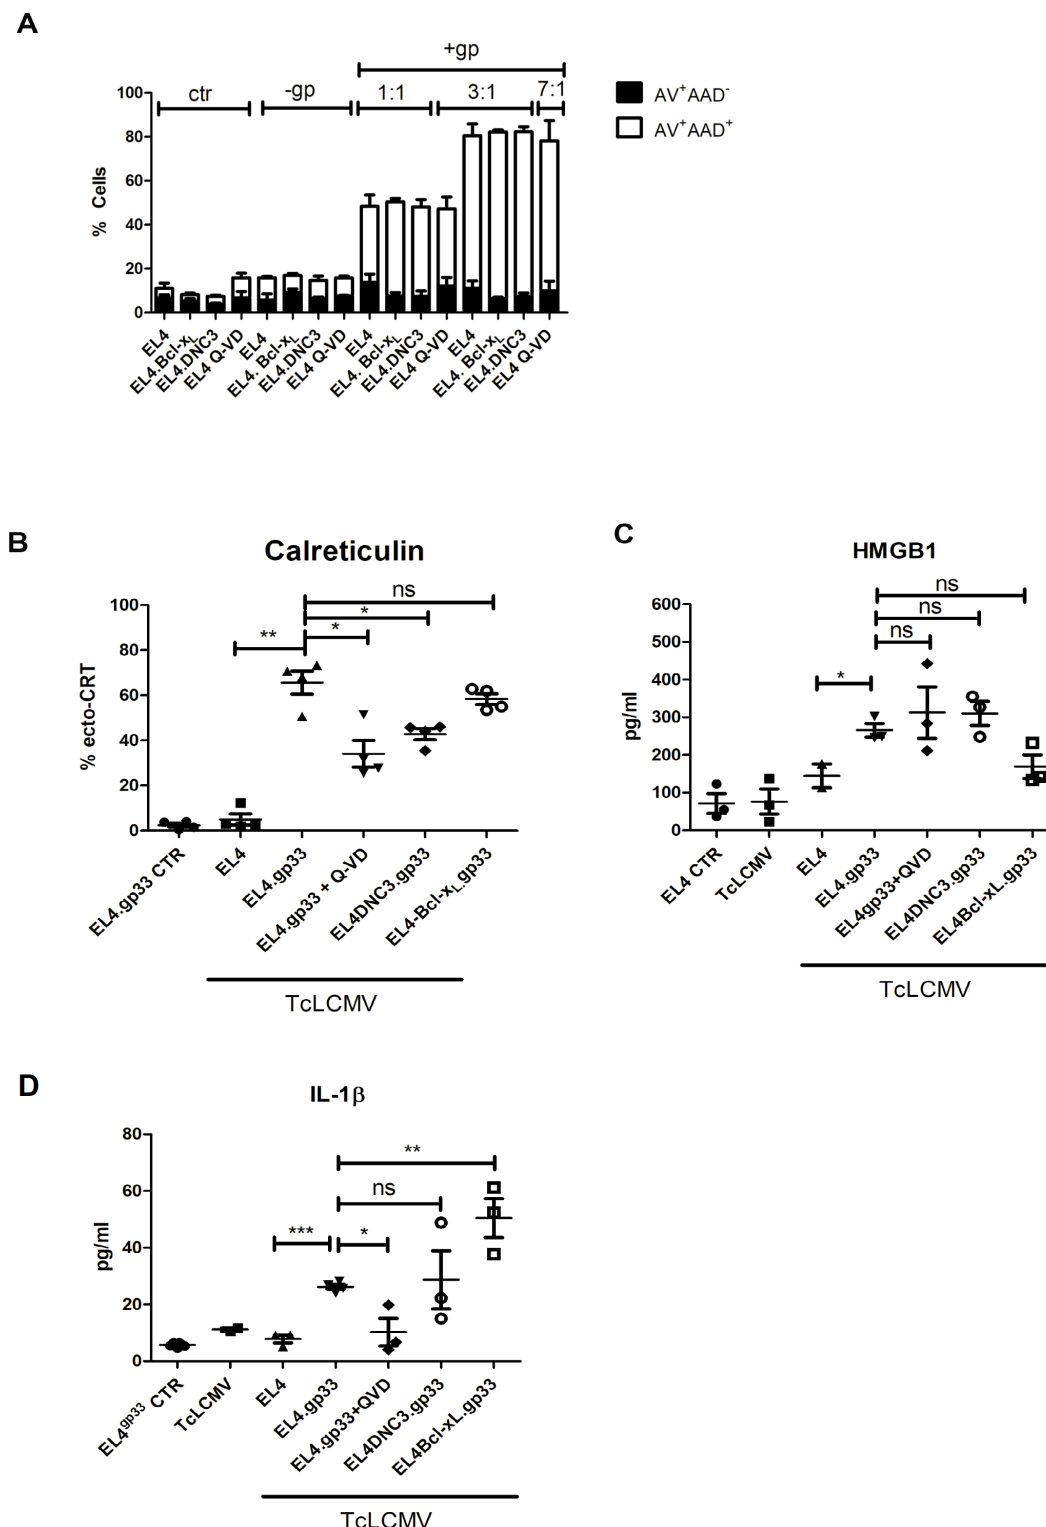 A
+gp
ctr
-gp
1:1
3:1
7:1
AV⁺AAD⁻
AV⁺AAD⁺
100
80
60
40
20
0
% Cells
EL4
EL4.Bcl-xL
EL4.DNC3
EL4 Q-VD
EL4
EL4. Bcl-xL
EL4.DNC3
EL4 Q-VD
EL4
EL4. Bcl-xL
EL4.DNC3
EL4 Q-VD
EL4
EL4. Bcl-xL
EL4.DNC3
EL4 Q-VD
B
Calreticulin
ns
*
*
**
100
80
60
40
20
0
% ecto-CRT
EL4.gp33 CTR
EL4
EL4.gp33
EL4.gp33 + Q-VD
EL4DNC3.gp33
EL4-Bcl-xL.gp33
TcLCMV
C
HMGB1
ns
ns
ns
*
600
500
400
300
200
100
0
pg/ml
EL4 CTR
TcLCMV
EL4
EL4.gp33
EL4gp33+QVD
EL4DNC3.gp33
EL4Bcl-xL.gp33
TcLCMV
D
IL-1β
**
ns
***
*
80
60
40
20
0
pg/ml
EL4gp33 CTR
TcLCMV
EL4
EL4.gp33
EL4.gp33+QVD
EL4DNC3.gp33
EL4Bcl-xL.gp33
TcLCMV